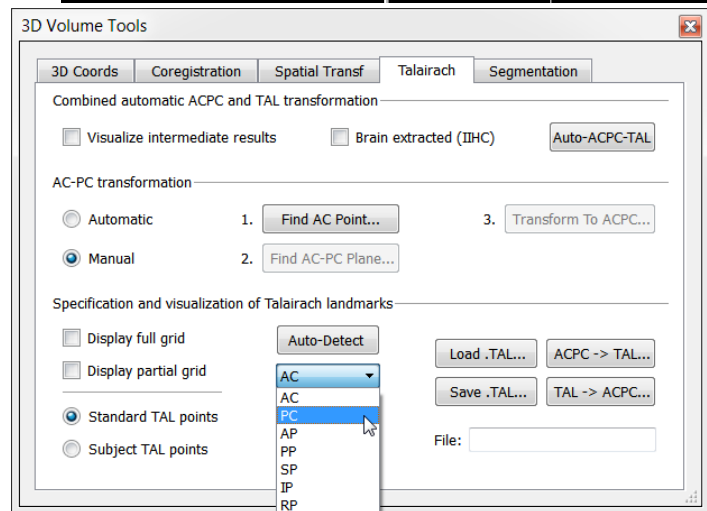 3D Volume Tools
3D Coords Coregistration Spatial Transf Talairach Segmentation
Combined automatic ACPC and TAL transformation
Visualize intermediate results Brain extracted (IIHC) Auto-ACPC-TAL
AC-PC transformation
Automatic 1. Find AC Point... 3. Transform To ACPC...
Manual 2. Find AC-PC Plane...
Specification and visualization of Talairach landmarks
Display full grid Auto-Detect
Load .TAL... ACPC -> TAL...
Display partial grid AC
Save .TAL... TAL -> ACPC...
AC
Standard TAL points PC
AP
File:
Subject TAL points PP
SP
IP
RP